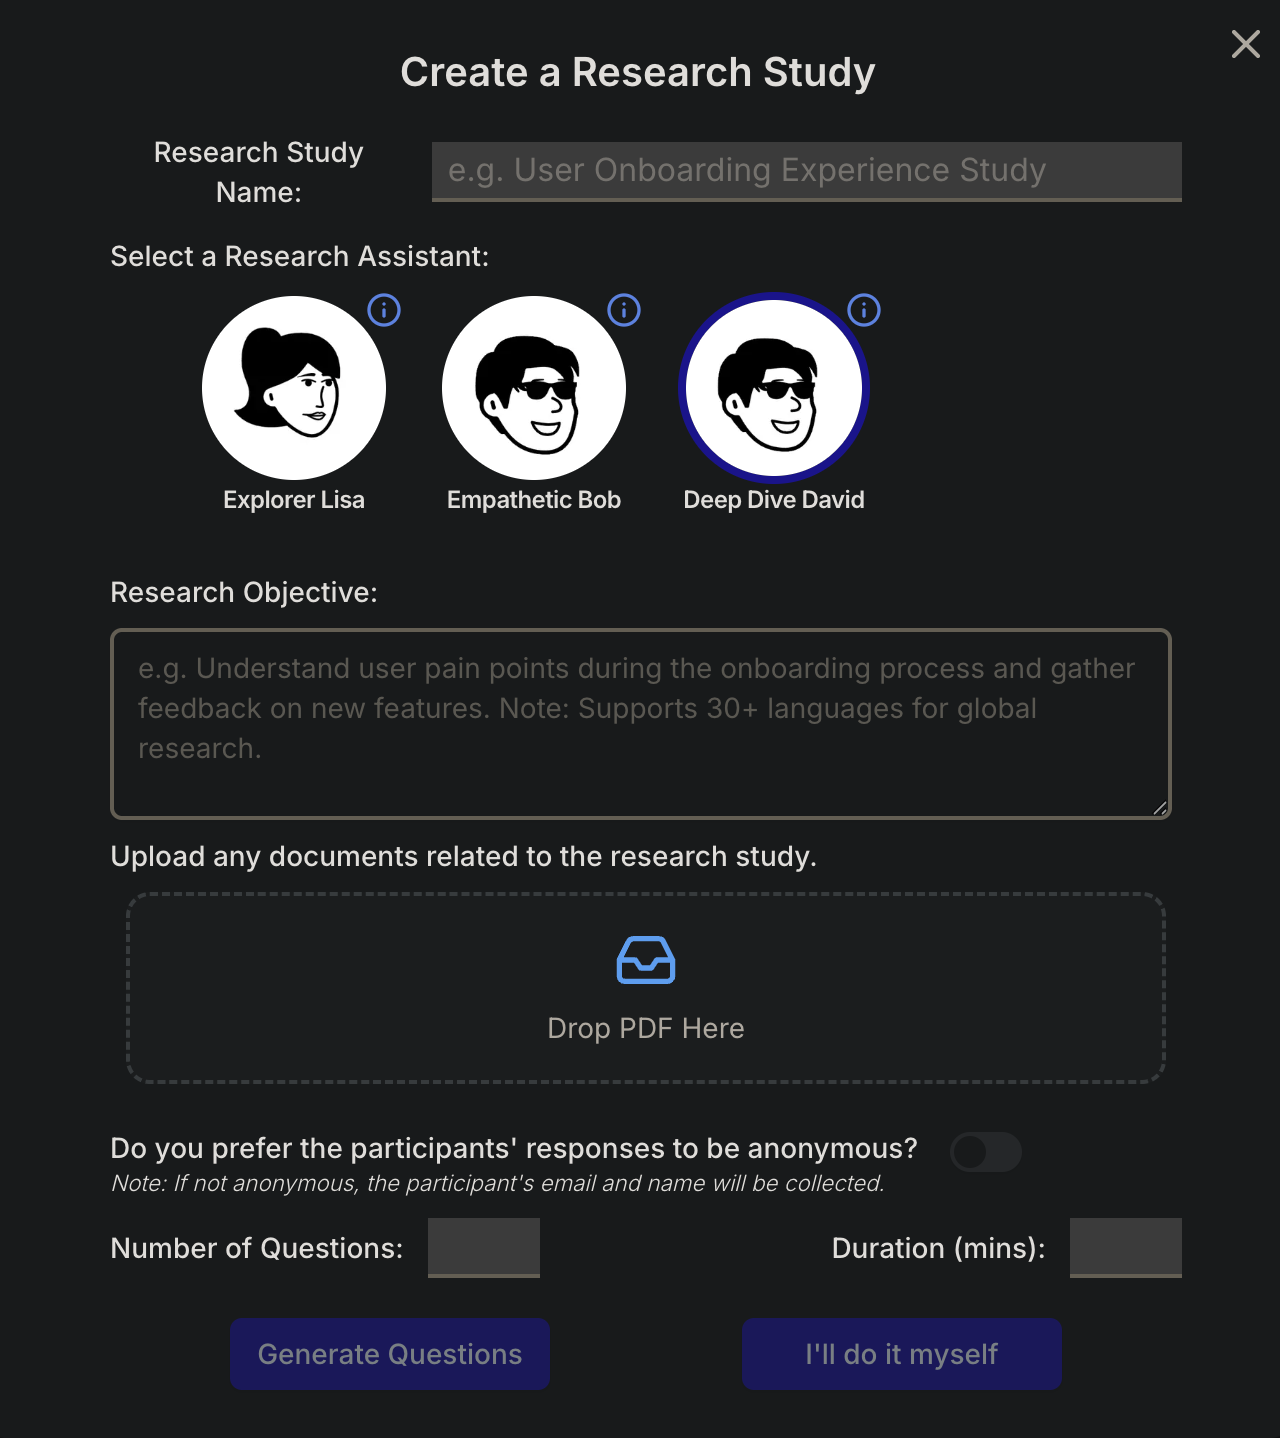 Create a Research Study
Research Study
Name:
e.g. User Onboarding Experience Study
Select a Research Assistant:
Explorer Lisa
Empathetic Bob
Deep Dive David
Research Objective:
e.g. Understand user pain points during the onboarding process and gather
feedback on new features. Note: Supports 30+ languages for global
research.
Upload any documents related to the research study.
Drop PDF Here
Do you prefer the participants' responses to be anonymous?
Note: If not anonymous, the participant's email and name will be collected.
Number of Questions:
Duration (mins):
Generate Questions
I'll do it myself